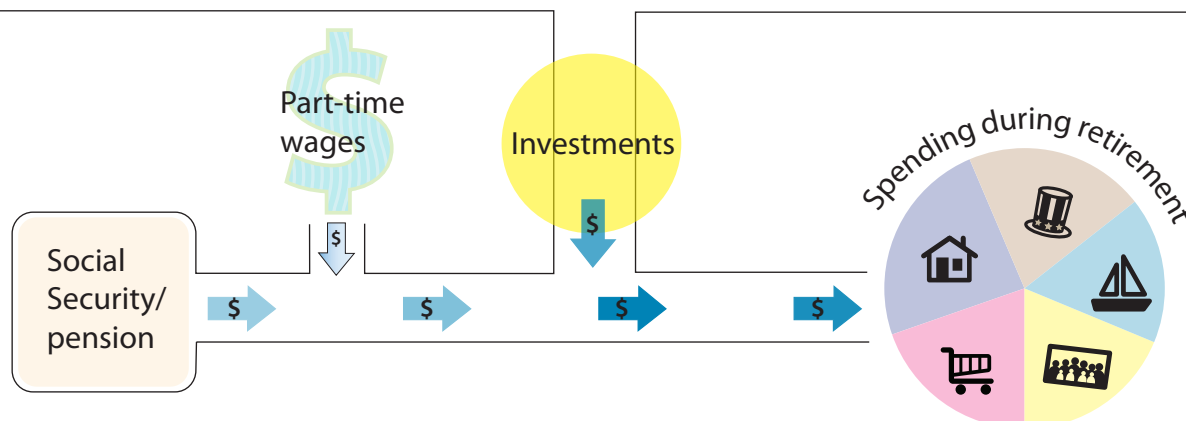 Part-time
wages
Investments
Spending during retirement
$
$
Social
Security/
pension
$
$
$
$